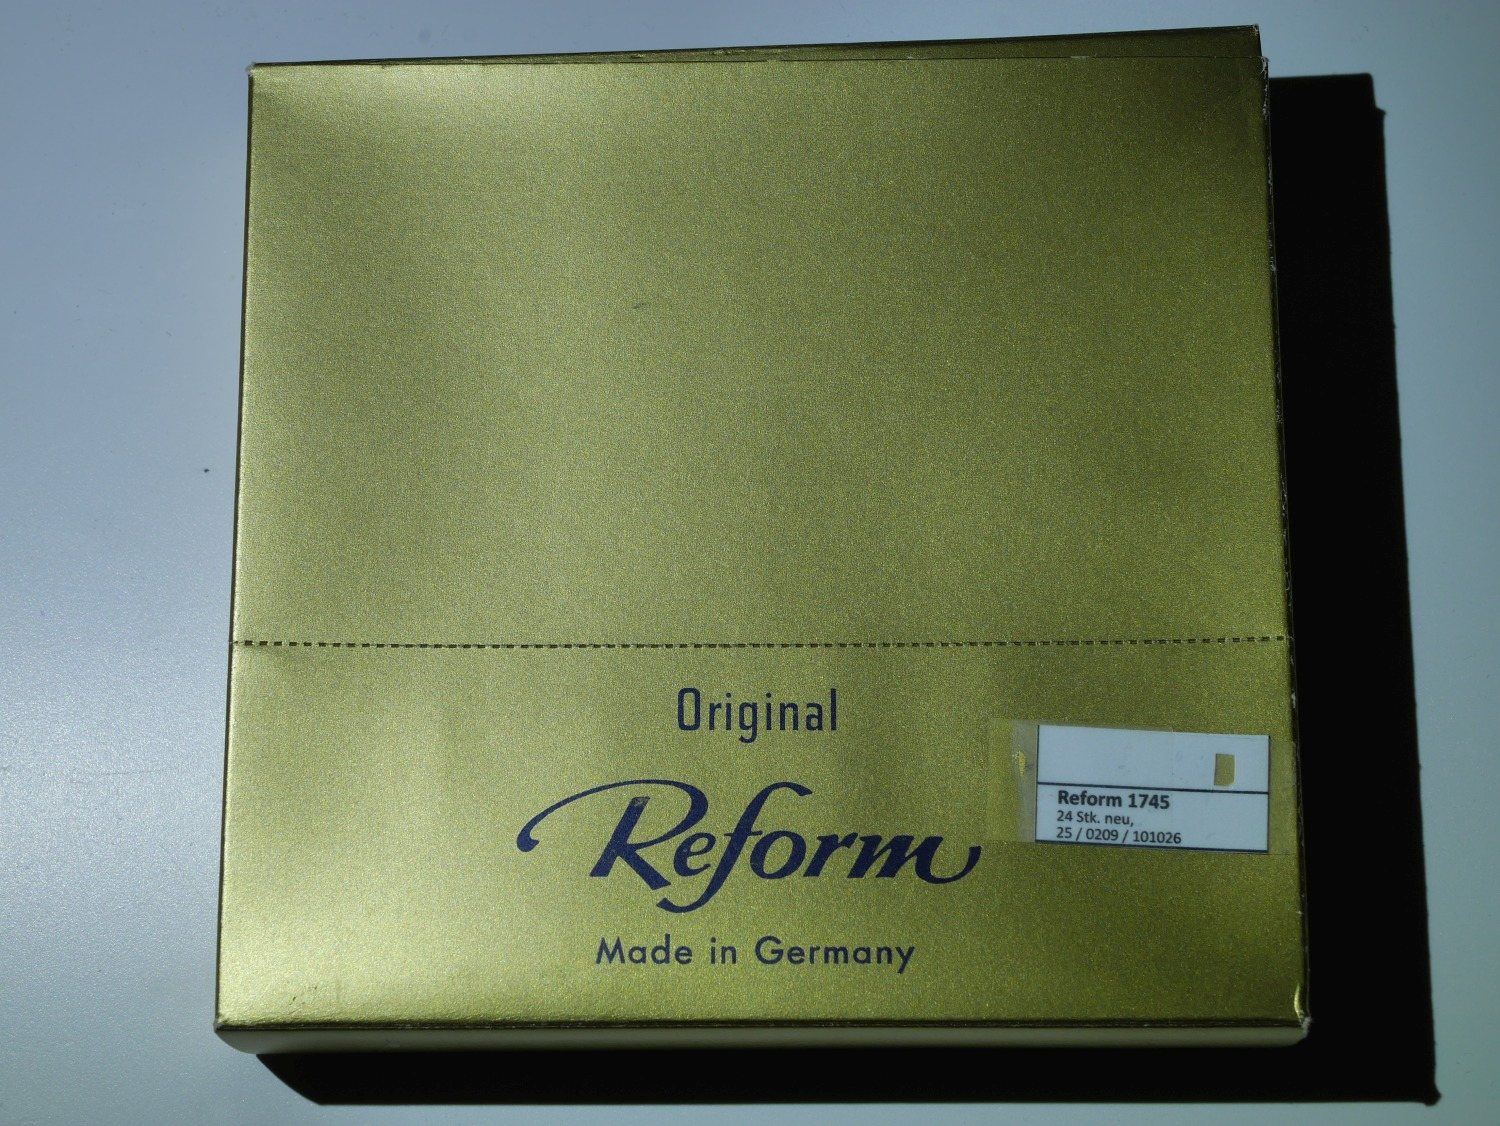 Original
Reform
Made in Germany
Reform 1745
24 Stk. neu,
25 / 0209 / 101026